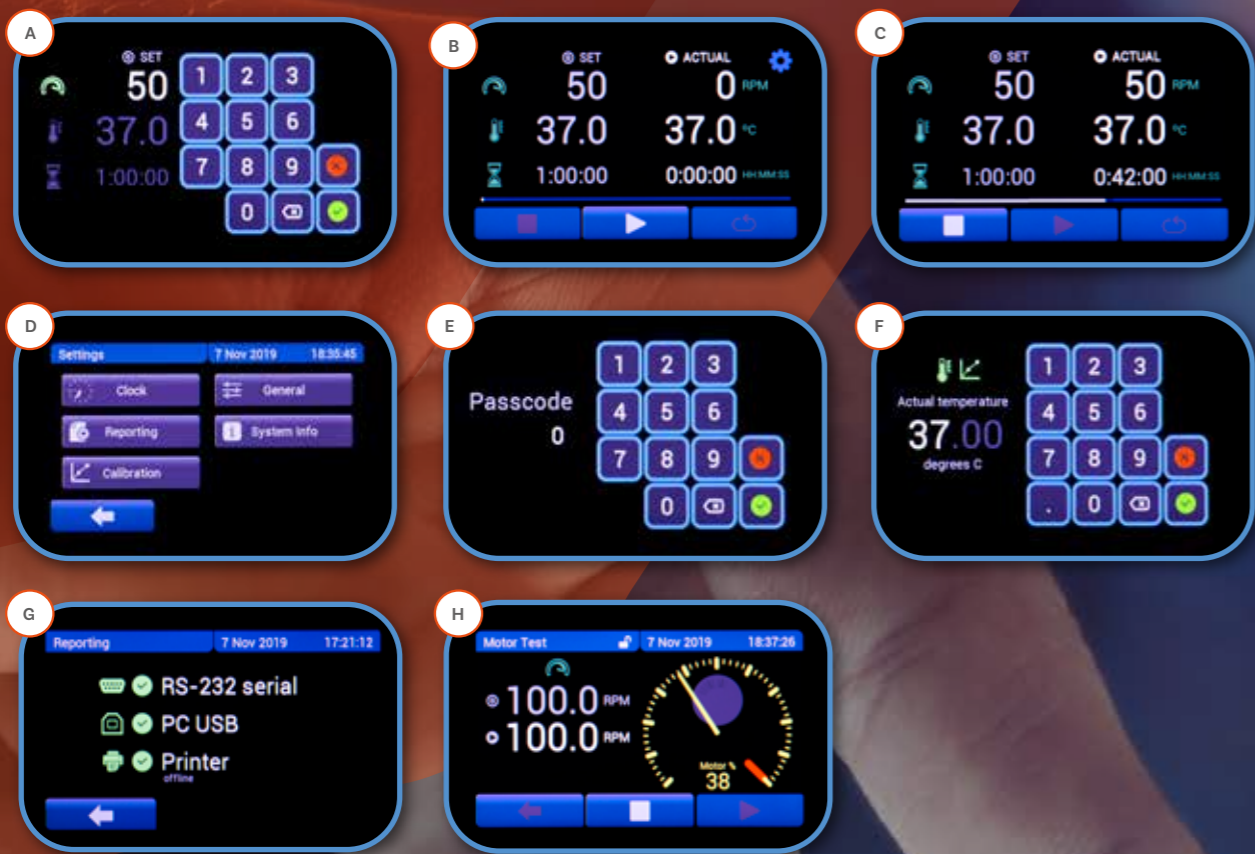 A
SET
50
37.0
1:00:00
1 2 3
4 5 6
7 8 9
0
B
SET ACTUAL
50 0 RPM
37.0 37.0 °C
1:00:00 0:00:00 HH:MM:SS
C
SET ACTUAL
50 50 RPM
37.0 37.0 °C
1:00:00 0:42:00 HH:MM:SS
D
Settings 7 Nov 2019 18:35:45
Clock General
Reporting System Info
Calibration
E
Passcode
0
1 2 3
4 5 6
7 8 9
0
F
Actual temperature
37.00
degrees C
1 2 3
4 5 6
7 8 9
. 0
G
Reporting 7 Nov 2019 17:21:12
RS-232 serial
PC USB
Printer
offline
H
Motor Test 7 Nov 2019 18:37:26
100.0 RPM
100.0 RPM
Motor %
38